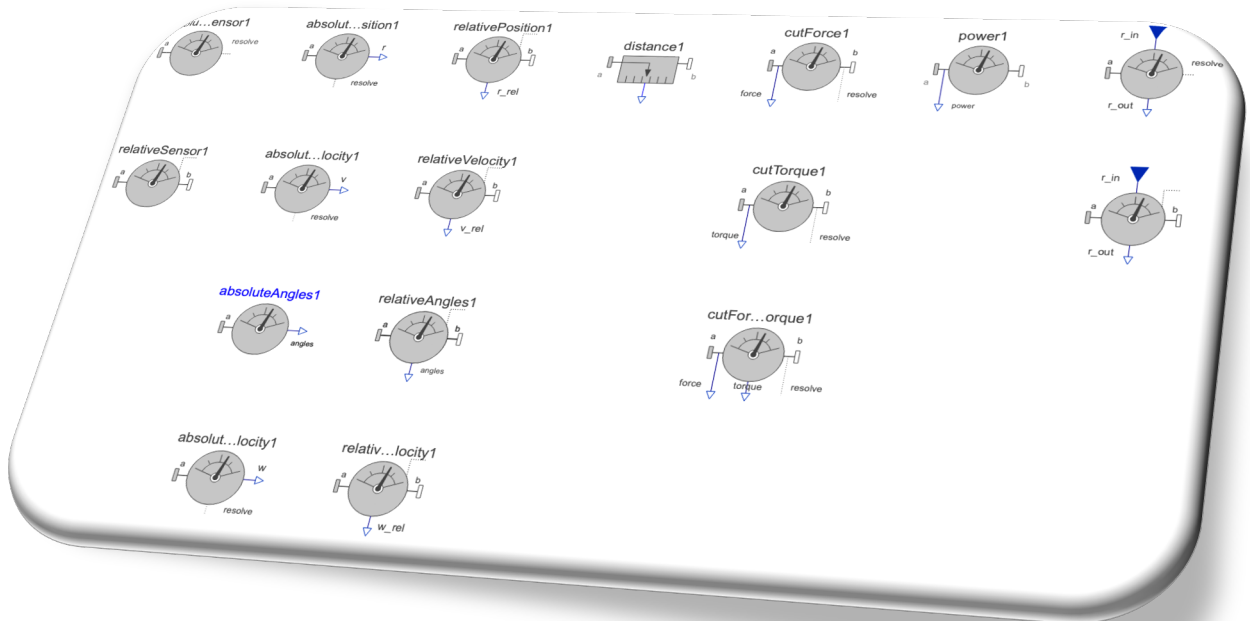 ...lu...ensor1
a
resolve
absolut...sition1
a
r
resolve
relativePosition1
a
b
r_rel
distance1
a
b
cutForce1
a
b
force
resolve
power1
a
b
power
r_in
a
resolve
r_out
relativeSensor1
a
b
absolut...locity1
a
v
resolve
relativeVelocity1
a
b
v_rel
cutTorque1
a
b
torque
resolve
r_in
a
b
r_out
absoluteAngles1
a
angles
relativeAngles1
a
b
angles
cutFor...orque1
a
b
force
torque
resolve
absolut...locity1
a
w
resolve
relativ...locity1
a
b
w_rel